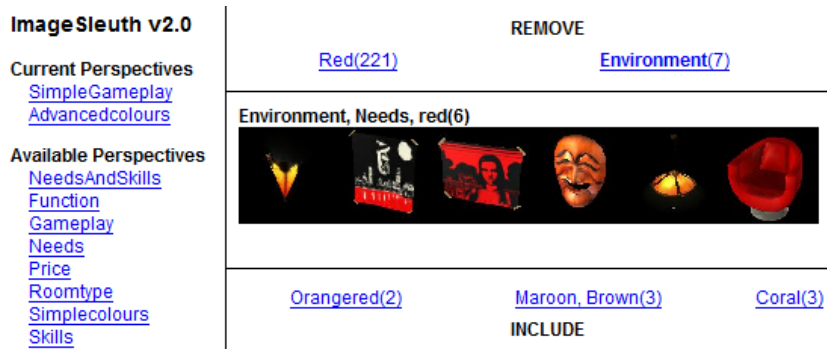 ImageSleuth v2.0
Current Perspectives
SimpleGameplay
Advancedcolours
Available Perspectives
NeedsAndSkills
Function
Gameplay
Needs
Price
Roomtype
Simplecolours
Skills
REMOVE
Red(221) Environment(7)
Environment, Needs, red(6)
Orangered(2) Maroon, Brown(3) Coral(3)
INCLUDE